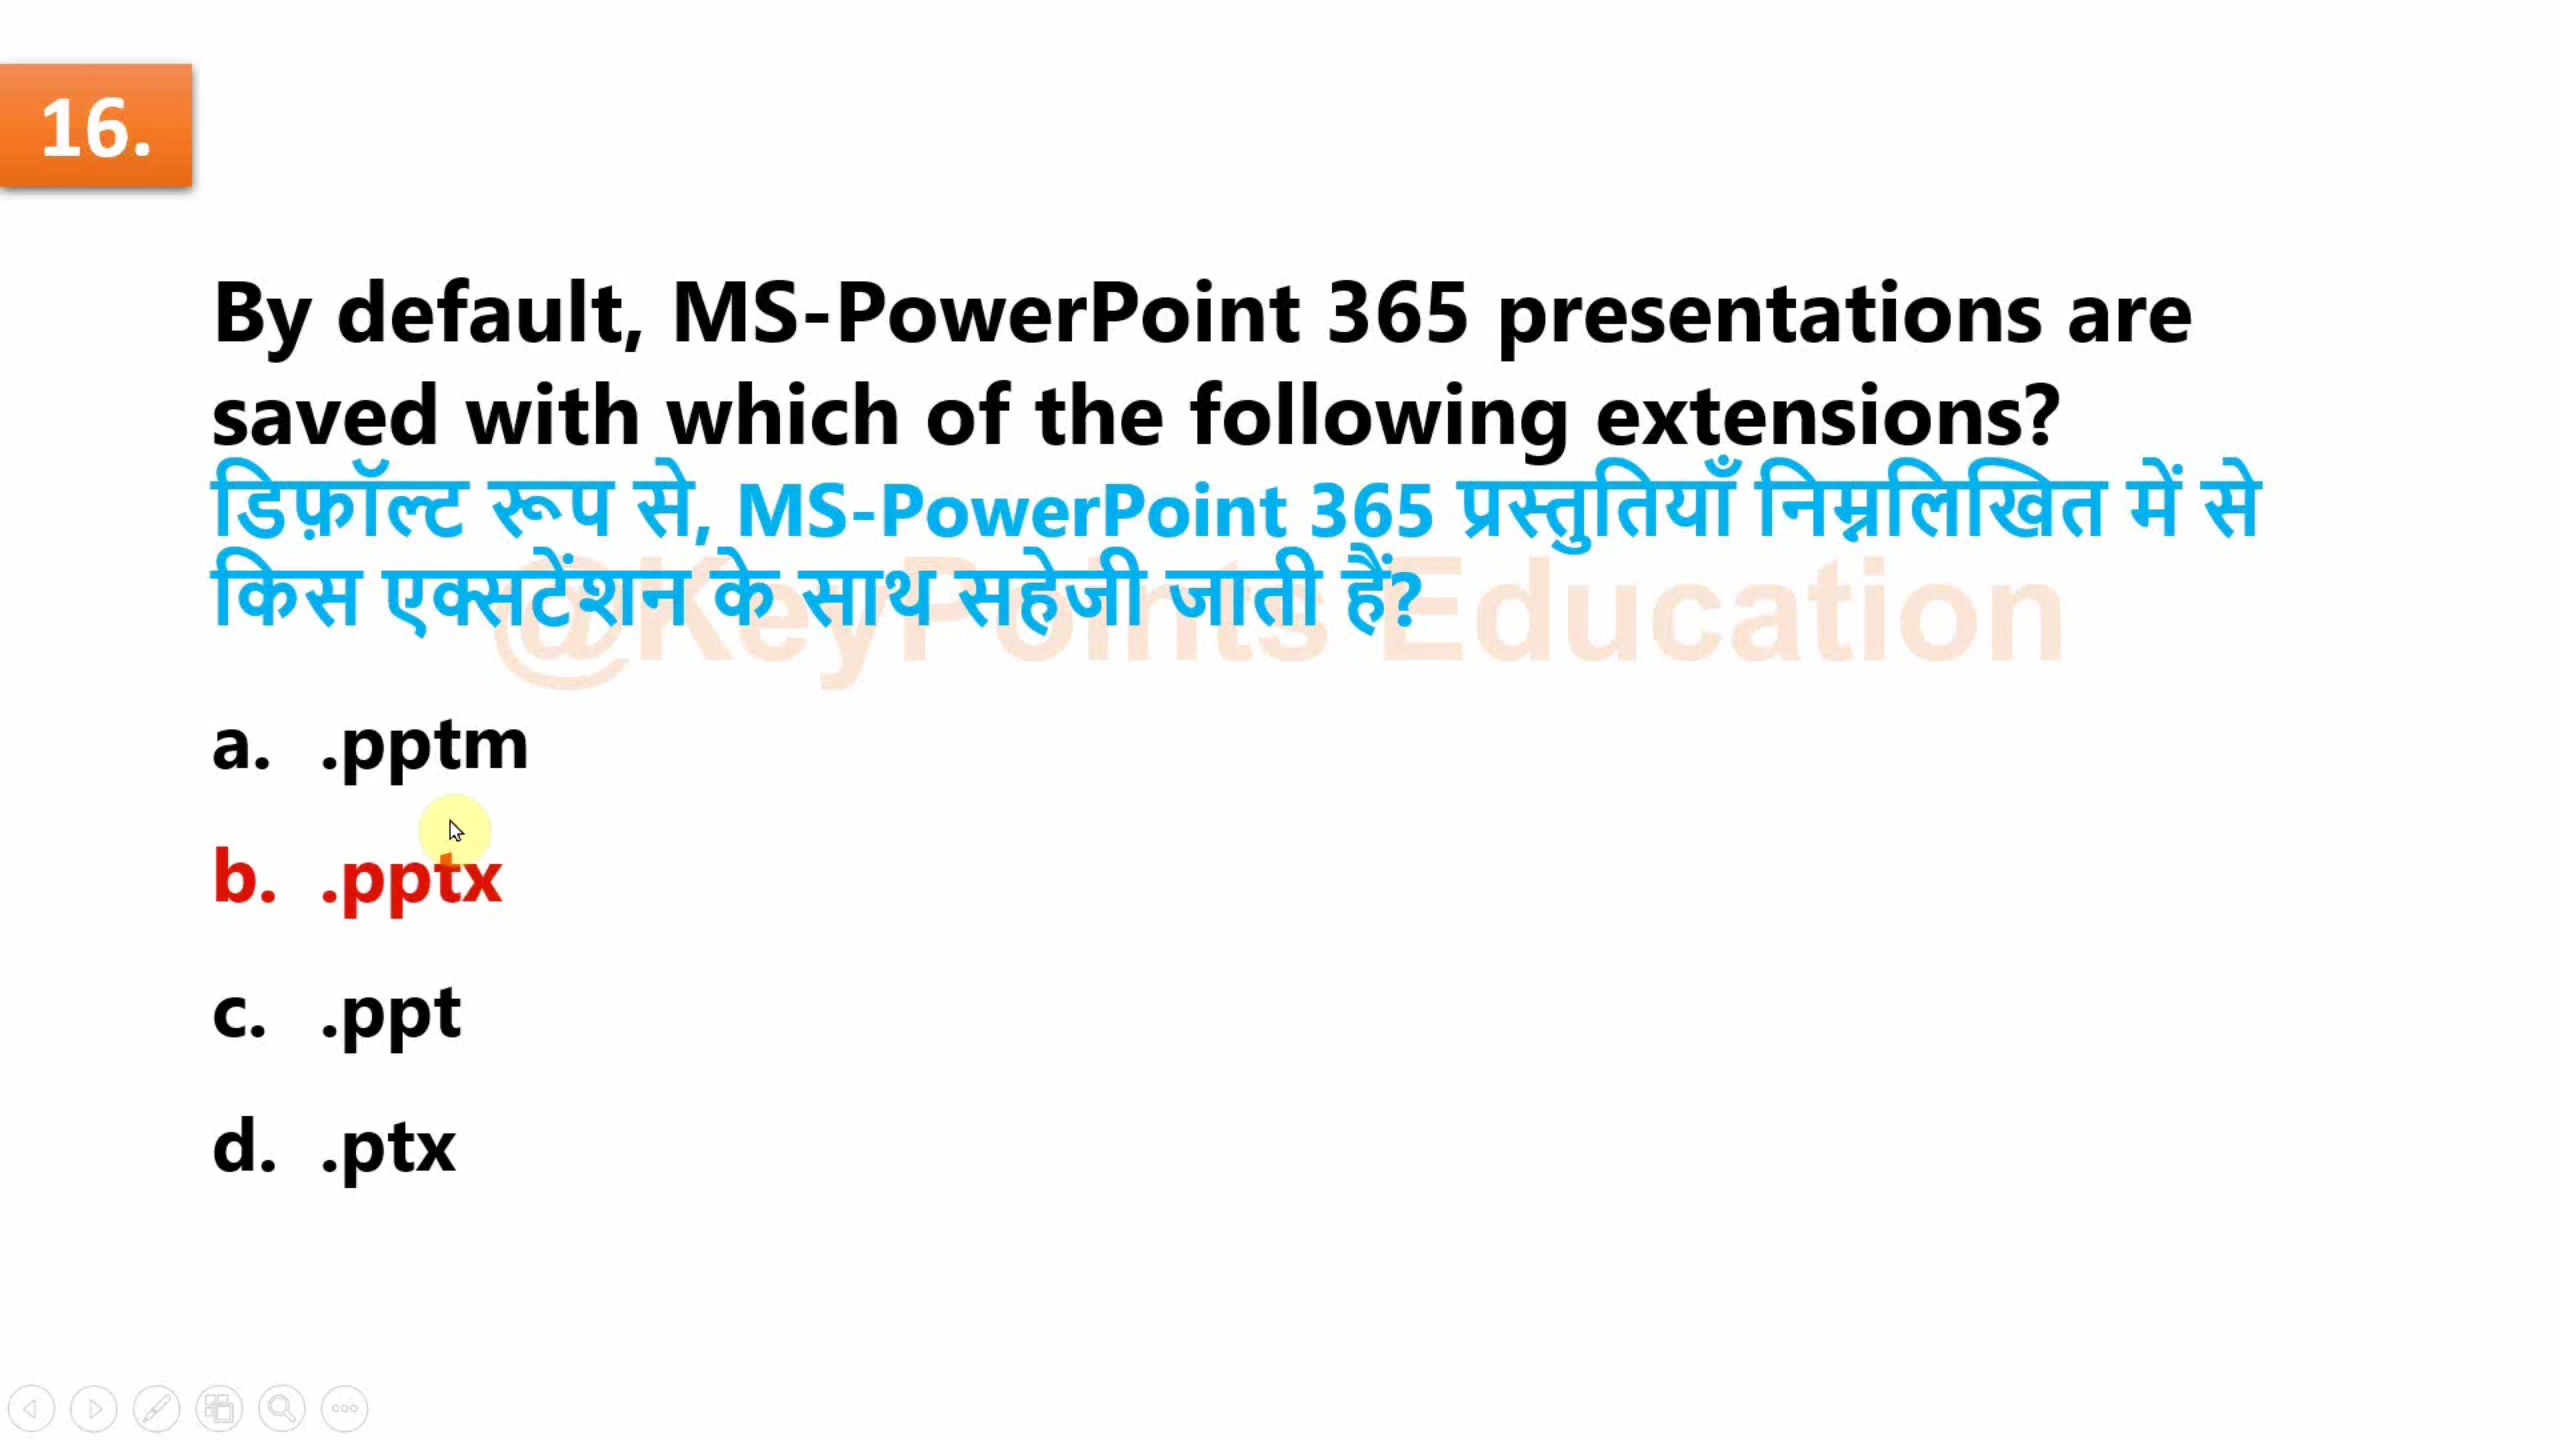 16.
By default, MS-PowerPoint 365 presentations are
saved with which of the following extensions?
डिफ़ॉल्ट रूप से, MS-PowerPoint 365 प्रस्तुतियाँ निम्नलिखित में से
किस एक्सटेंशन के साथ सहेजी जाती हैं?
@KeyPoints Education
a. .pptm
b. .pptx
c. .ppt
d. .ptx